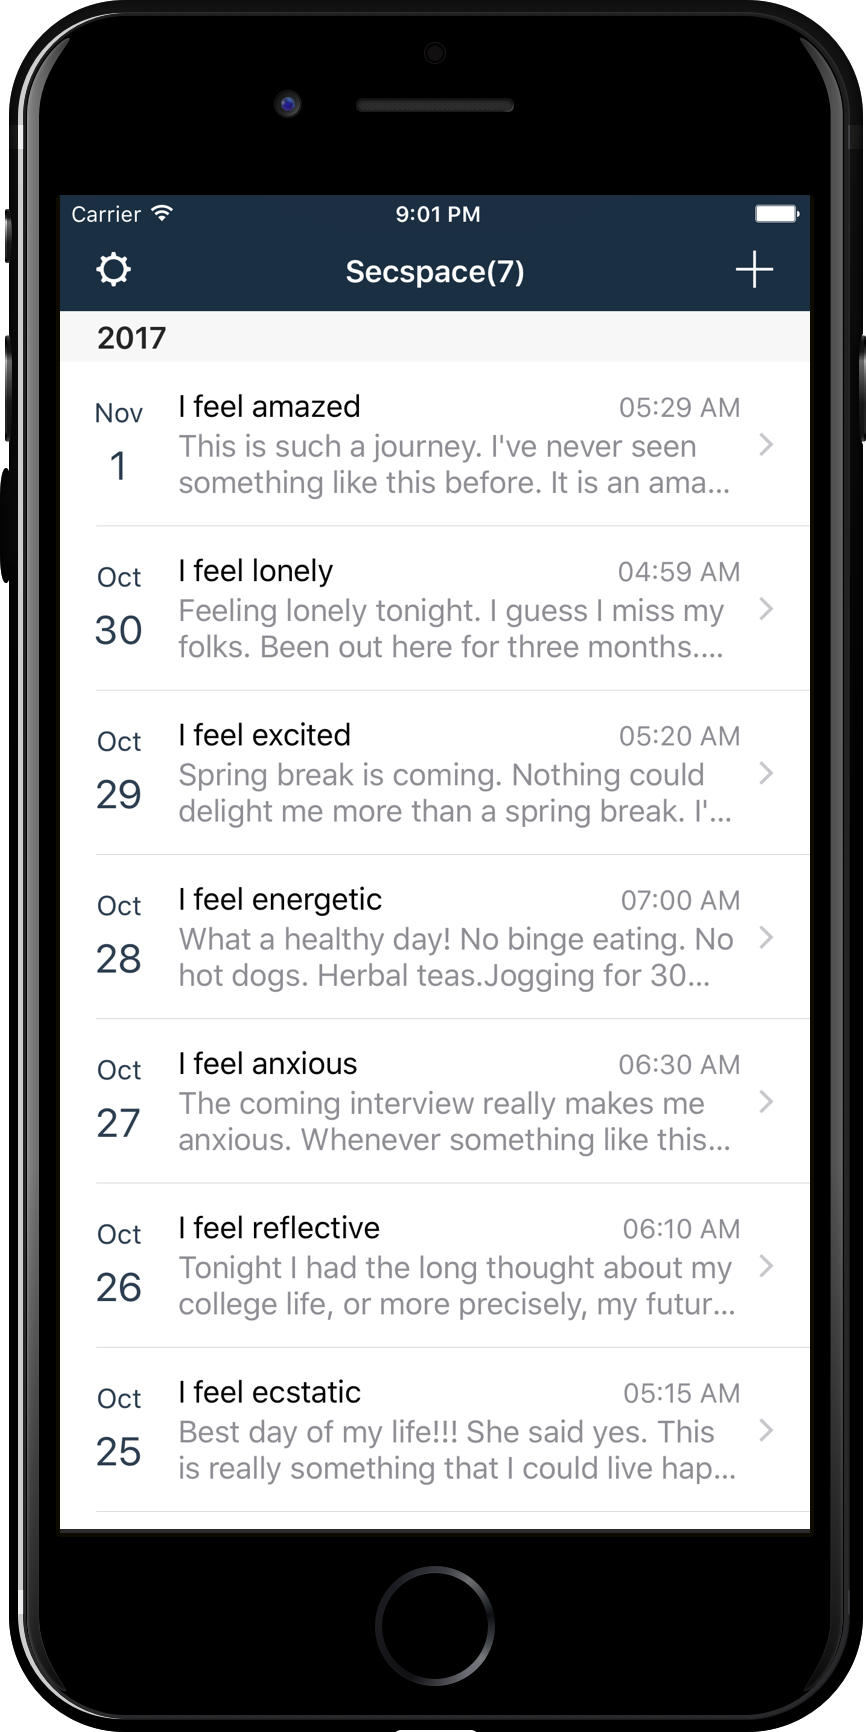 Carrier 9:01 PM
Secspace(7)
2017
Nov
1
I feel amazed 05:29 AM
This is such a journey. I've never seen
something like this before. It is an ama...
Oct
30
I feel lonely 04:59 AM
Feeling lonely tonight. I guess I miss my
folks. Been out here for three months....
Oct
29
I feel excited 05:20 AM
Spring break is coming. Nothing could
delight me more than a spring break. I'...
Oct
28
I feel energetic 07:00 AM
What a healthy day! No binge eating. No
hot dogs. Herbal teas.Jogging for 30...
Oct
27
I feel anxious 06:30 AM
The coming interview really makes me
anxious. Whenever something like this...
Oct
26
I feel reflective 06:10 AM
Tonight I had the long thought about my
college life, or more precisely, my futur...
Oct
25
I feel ecstatic 05:15 AM
Best day of my life!!! She said yes. This
is really something that I could live hap...